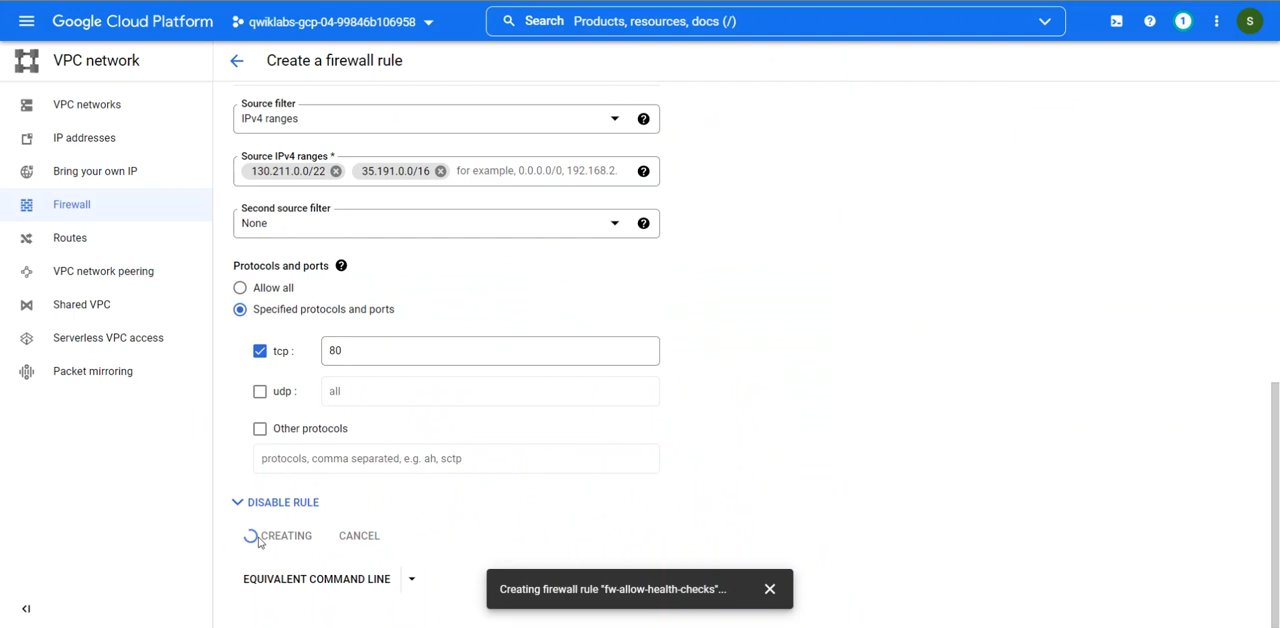 Google Cloud Platform
qwiklabs-gcp-04-99846b106958
Search Products, resources, docs (/)
1
S
VPC network
Create a firewall rule
VPC networks
IP addresses
Bring your own IP
Firewall
Routes
VPC network peering
Shared VPC
Serverless VPC access
Packet mirroring
Source filter
IPv4 ranges
Source IPv4 ranges *
130.211.0.0/22 35.191.0.0/16 for example, 0.0.0.0/0, 192.168.2.
Second source filter
None
Protocols and ports
Allow all
Specified protocols and ports
tcp : 80
udp : all
Other protocols
protocols, comma separated, e.g. ah, sctp
DISABLE RULE
CREATING CANCEL
EQUIVALENT COMMAND LINE
Creating firewall rule "fw-allow-health-checks"...